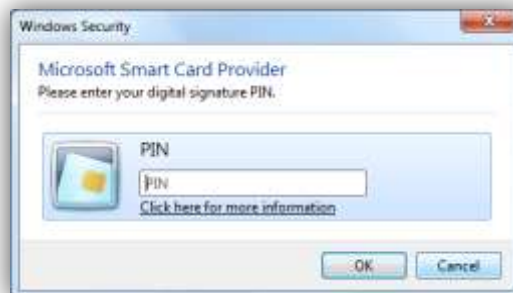 Windows Security
Microsoft Smart Card Provider
Please enter your digital signature PIN.
PIN
PIN
Click here for more information
OK
Cancel